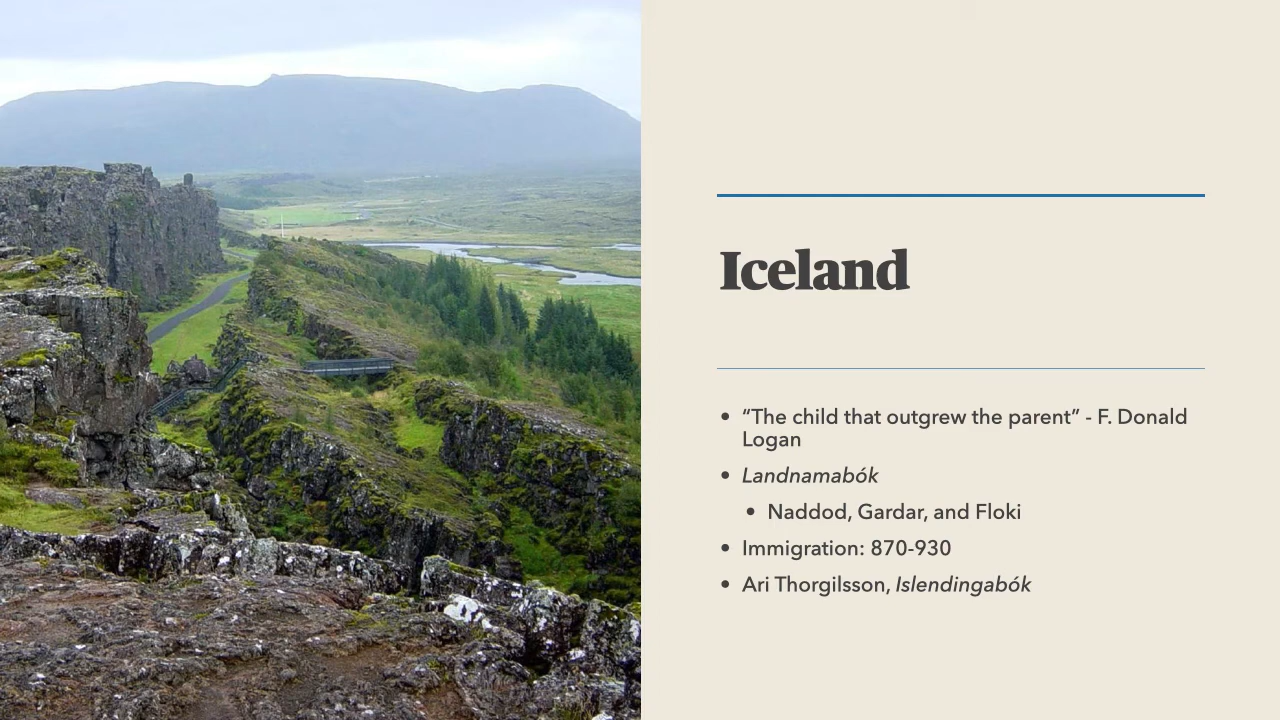 Iceland
• “The child that outgrew the parent” - F. Donald
Logan
• Landnamabók
• Naddod, Gardar, and Floki
• Immigration: 870-930
• Ari Thorgilsson, Islendingabók